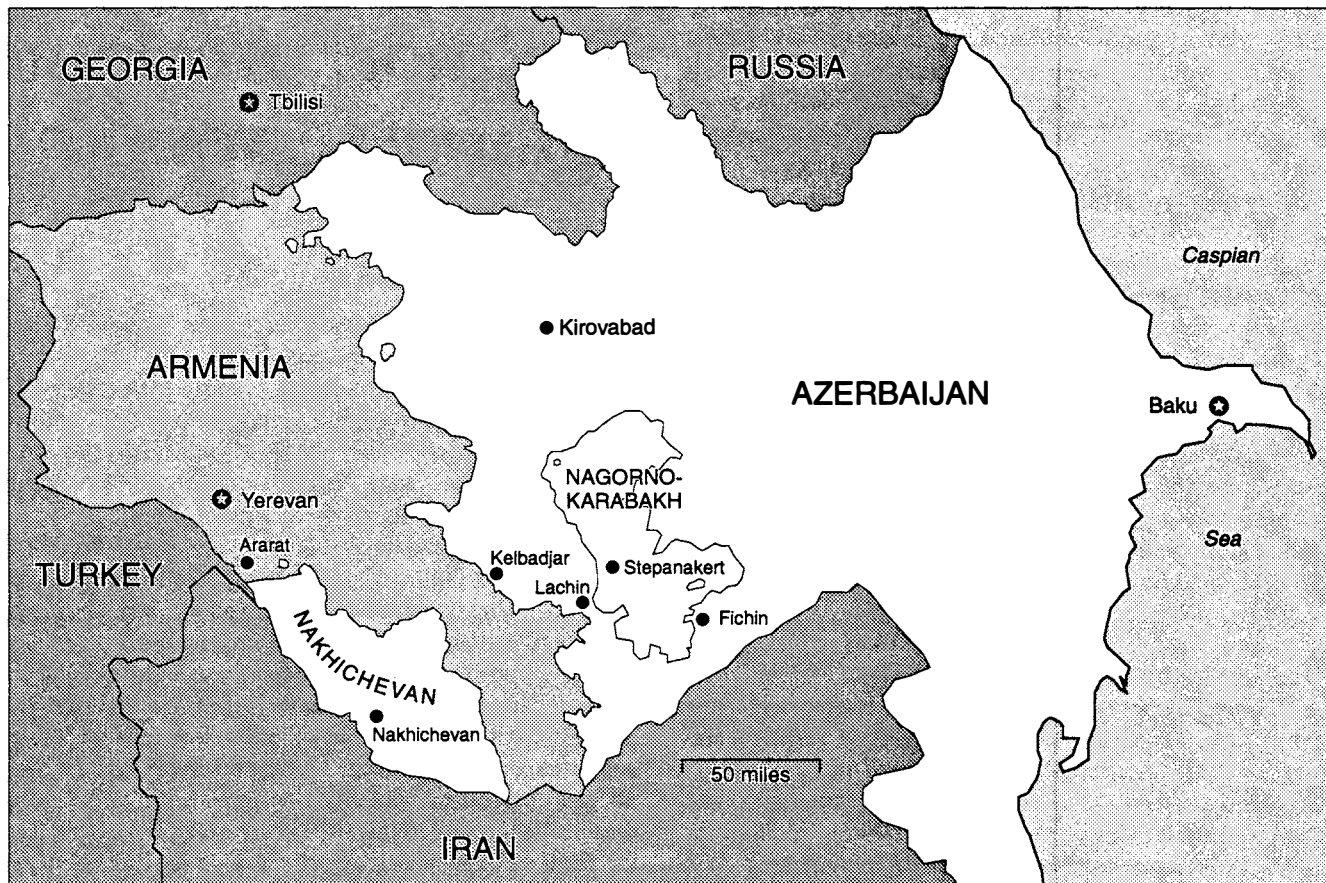 GEORGIA
Tbilisi
RUSSIA
Caspian
Kirovabad
ARMENIA
AZERBAIJAN
Baku
NAGORNO-
KARABAKH
Yerevan
Sea
Ararat
TURKEY
Kelbadjar
Stepanakert
Lachin
Fichin
NAKHICHEVAN
Nakhichevan
50 miles
IRAN